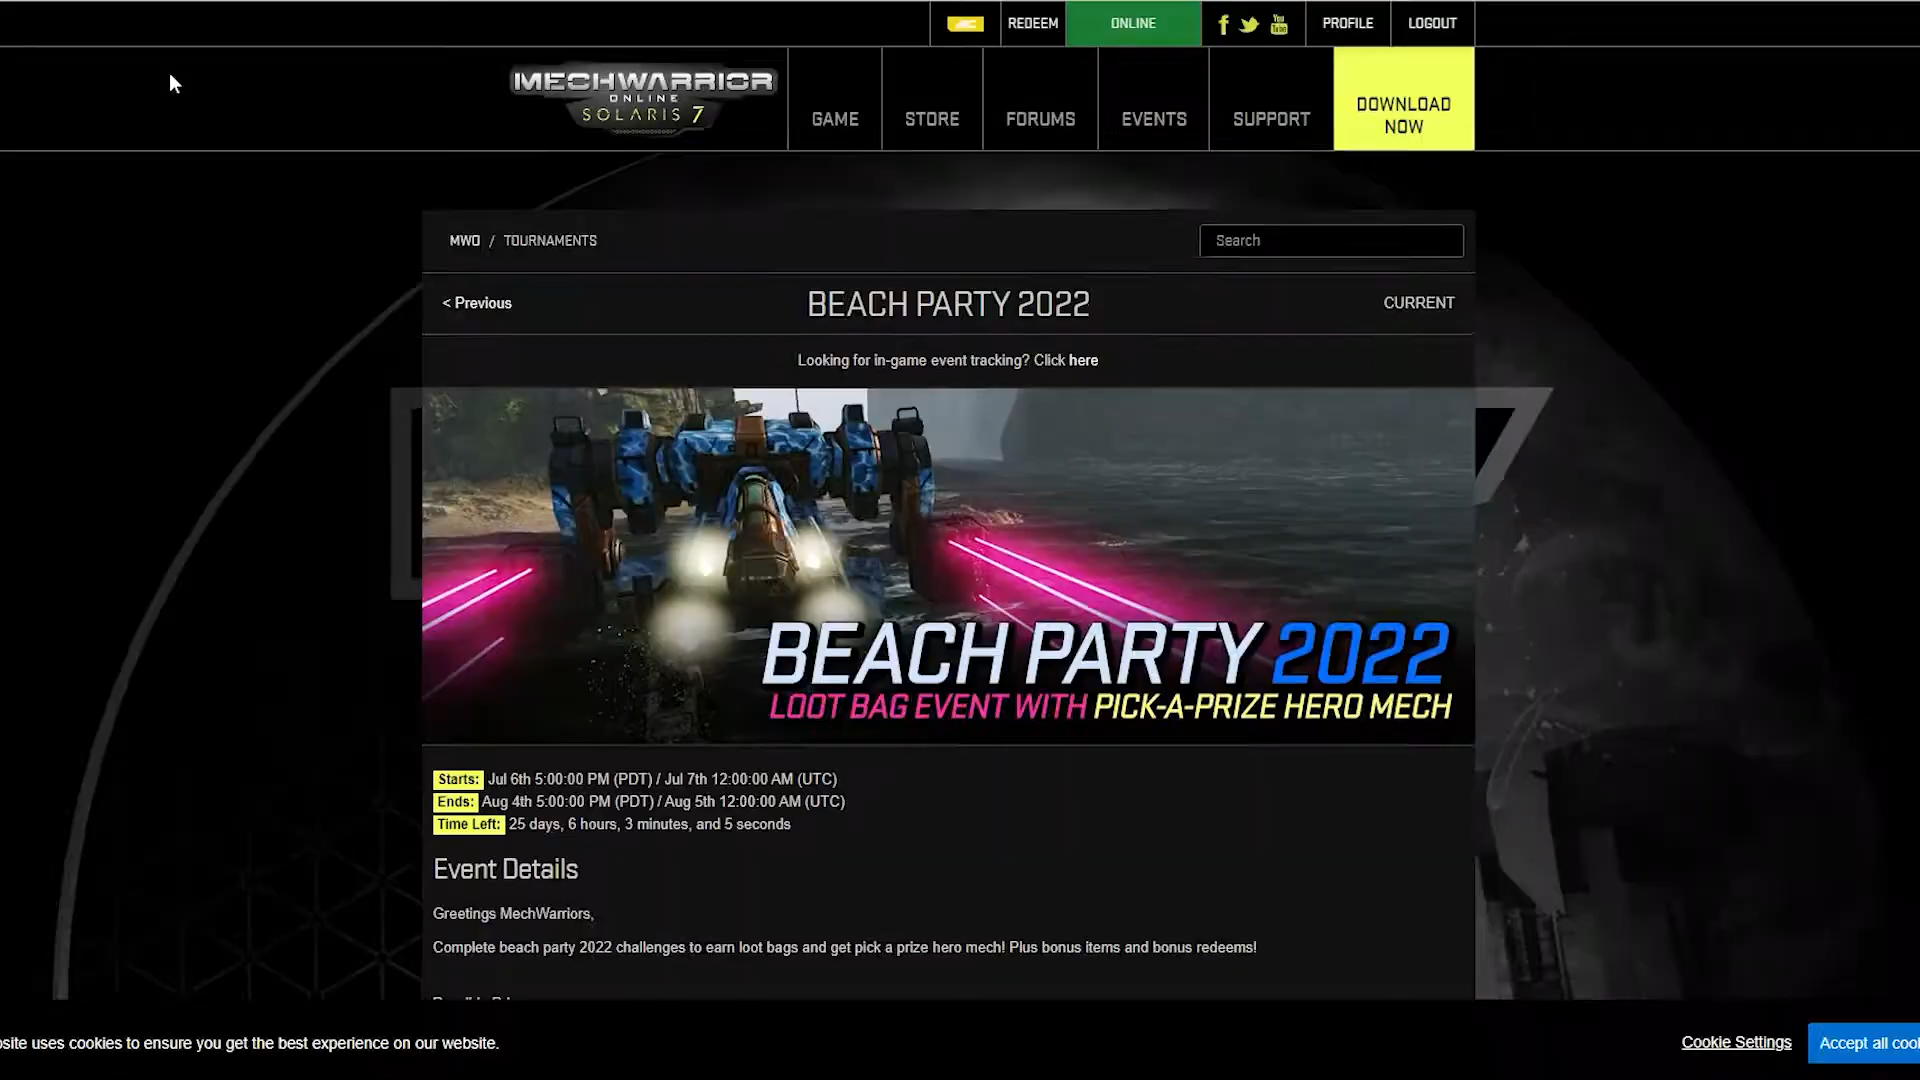 REDEEM
ONLINE
You
PROFILE
LOGOUT
MECHWARRIOR
ONLINE
SOLARIS 7
GAME
STORE
FORUMS
EVENTS
SUPPORT
DOWNLOAD
NOW
MWO / TOURNAMENTS
Search
< Previous
BEACH PARTY 2022
CURRENT
Looking for in-game event tracking? Click here
BEACH PARTY 2022
LOOT BAG EVENT WITH PICK-A-PRIZE HERO MECH
Starts: Jul 6th 5:00:00 PM (PDT) / Jul 7th 12:00:00 AM (UTC)
Ends: Aug 4th 5:00:00 PM (PDT) / Aug 5th 12:00:00 AM (UTC)
Time Left: 25 days, 6 hours, 3 minutes, and 5 seconds
Event Details
Greetings MechWarriors,
Complete beach party 2022 challenges to earn loot bags and get pick a prize hero mech! Plus bonus items and bonus redeems!
site uses cookies to ensure you get the best experience on our website.
Cookie Settings
Accept all cook